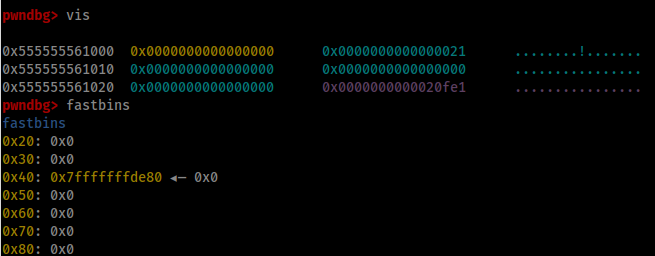 pwndbg> vis
0x555555561000 0x0000000000000000 0x0000000000000021 ........!.......
0x555555561010 0x0000000000000000 0x0000000000000000 ................
0x555555561020 0x0000000000000000 0x0000000000020fe1 ................
pwndbg> fastbins
fastbins
0x20: 0x0
0x30: 0x0
0x40: 0x7fffffffde80 ◂— 0x0
0x50: 0x0
0x60: 0x0
0x70: 0x0
0x80: 0x0